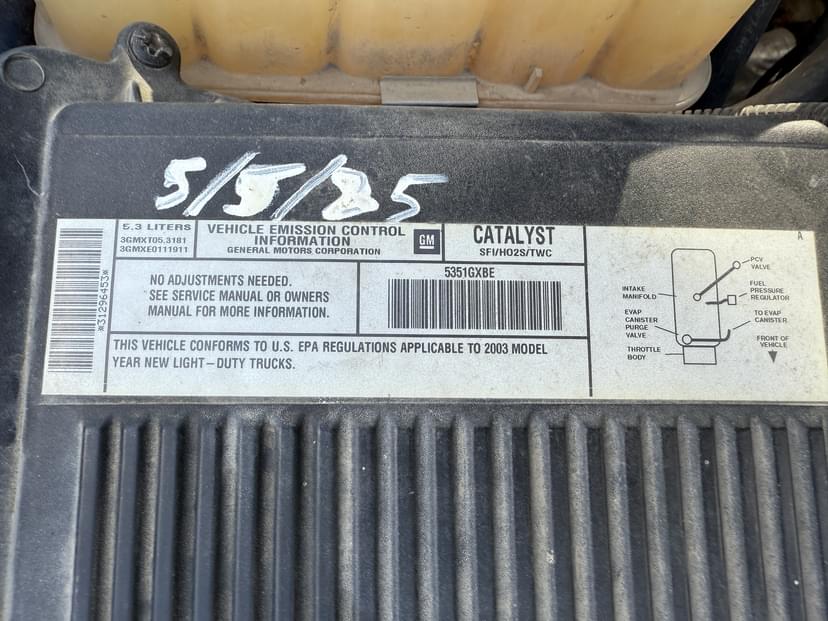 5/5/25
5.3 LITERS
3GMXT05.3181
3GMXE0111911
VEHICLE EMISSION CONTROL
INFORMATION
GENERAL MOTORS CORPORATION
GM
CATALYST
SFI/HO2S/TWC
NO ADJUSTMENTS NEEDED.
SEE SERVICE MANUAL OR OWNERS
MANUAL FOR MORE INFORMATION.
5351GXBE
THIS VEHICLE CONFORMS TO U.S. EPA REGULATIONS APPLICABLE TO 2003 MODEL
YEAR NEW LIGHT-DUTY TRUCKS.
*31296453*
A
PCV
VALVE
INTAKE
MANIFOLD
FUEL
PRESSURE
REGULATOR
EVAP
CANISTER
PURGE
VALVE
TO EVAP
CANISTER
THROTTLE
BODY
FRONT OF
VEHICLE